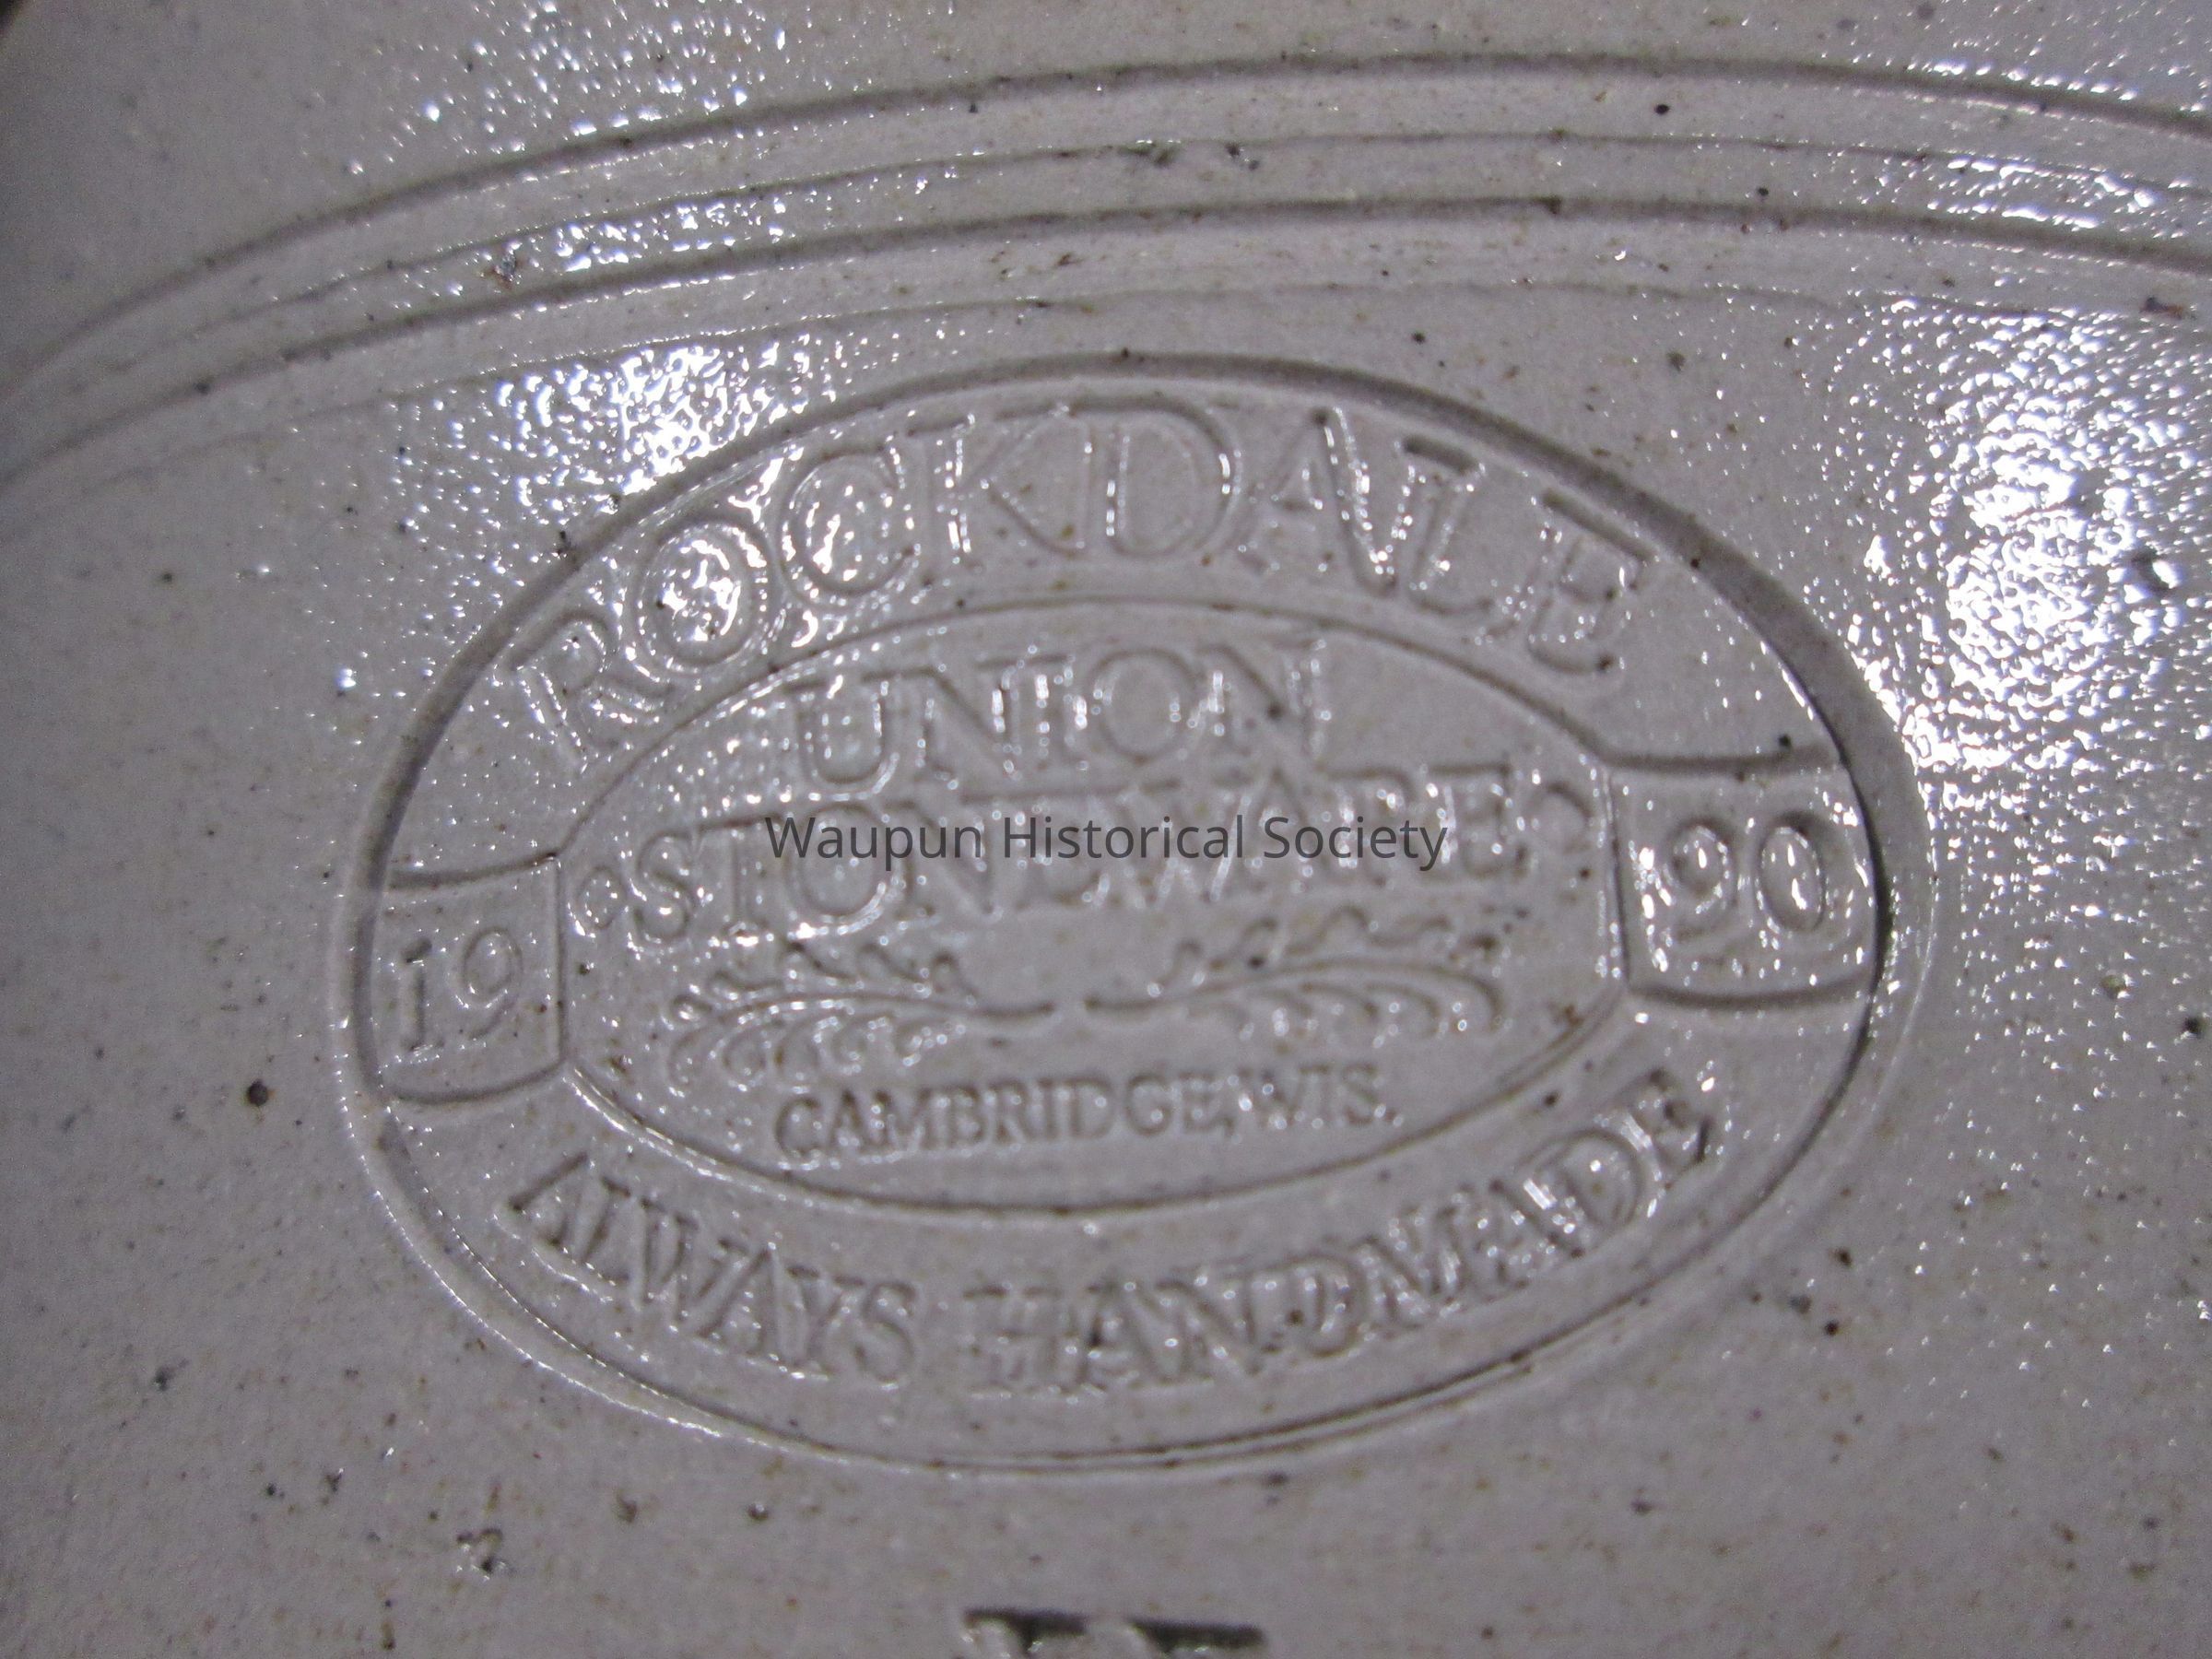 ROCKDALE
UNION
"STONEWARE"
Waupun Historical Society
19 90
CAMBRIDGE, WIS.
ALWAYS HANDMADE